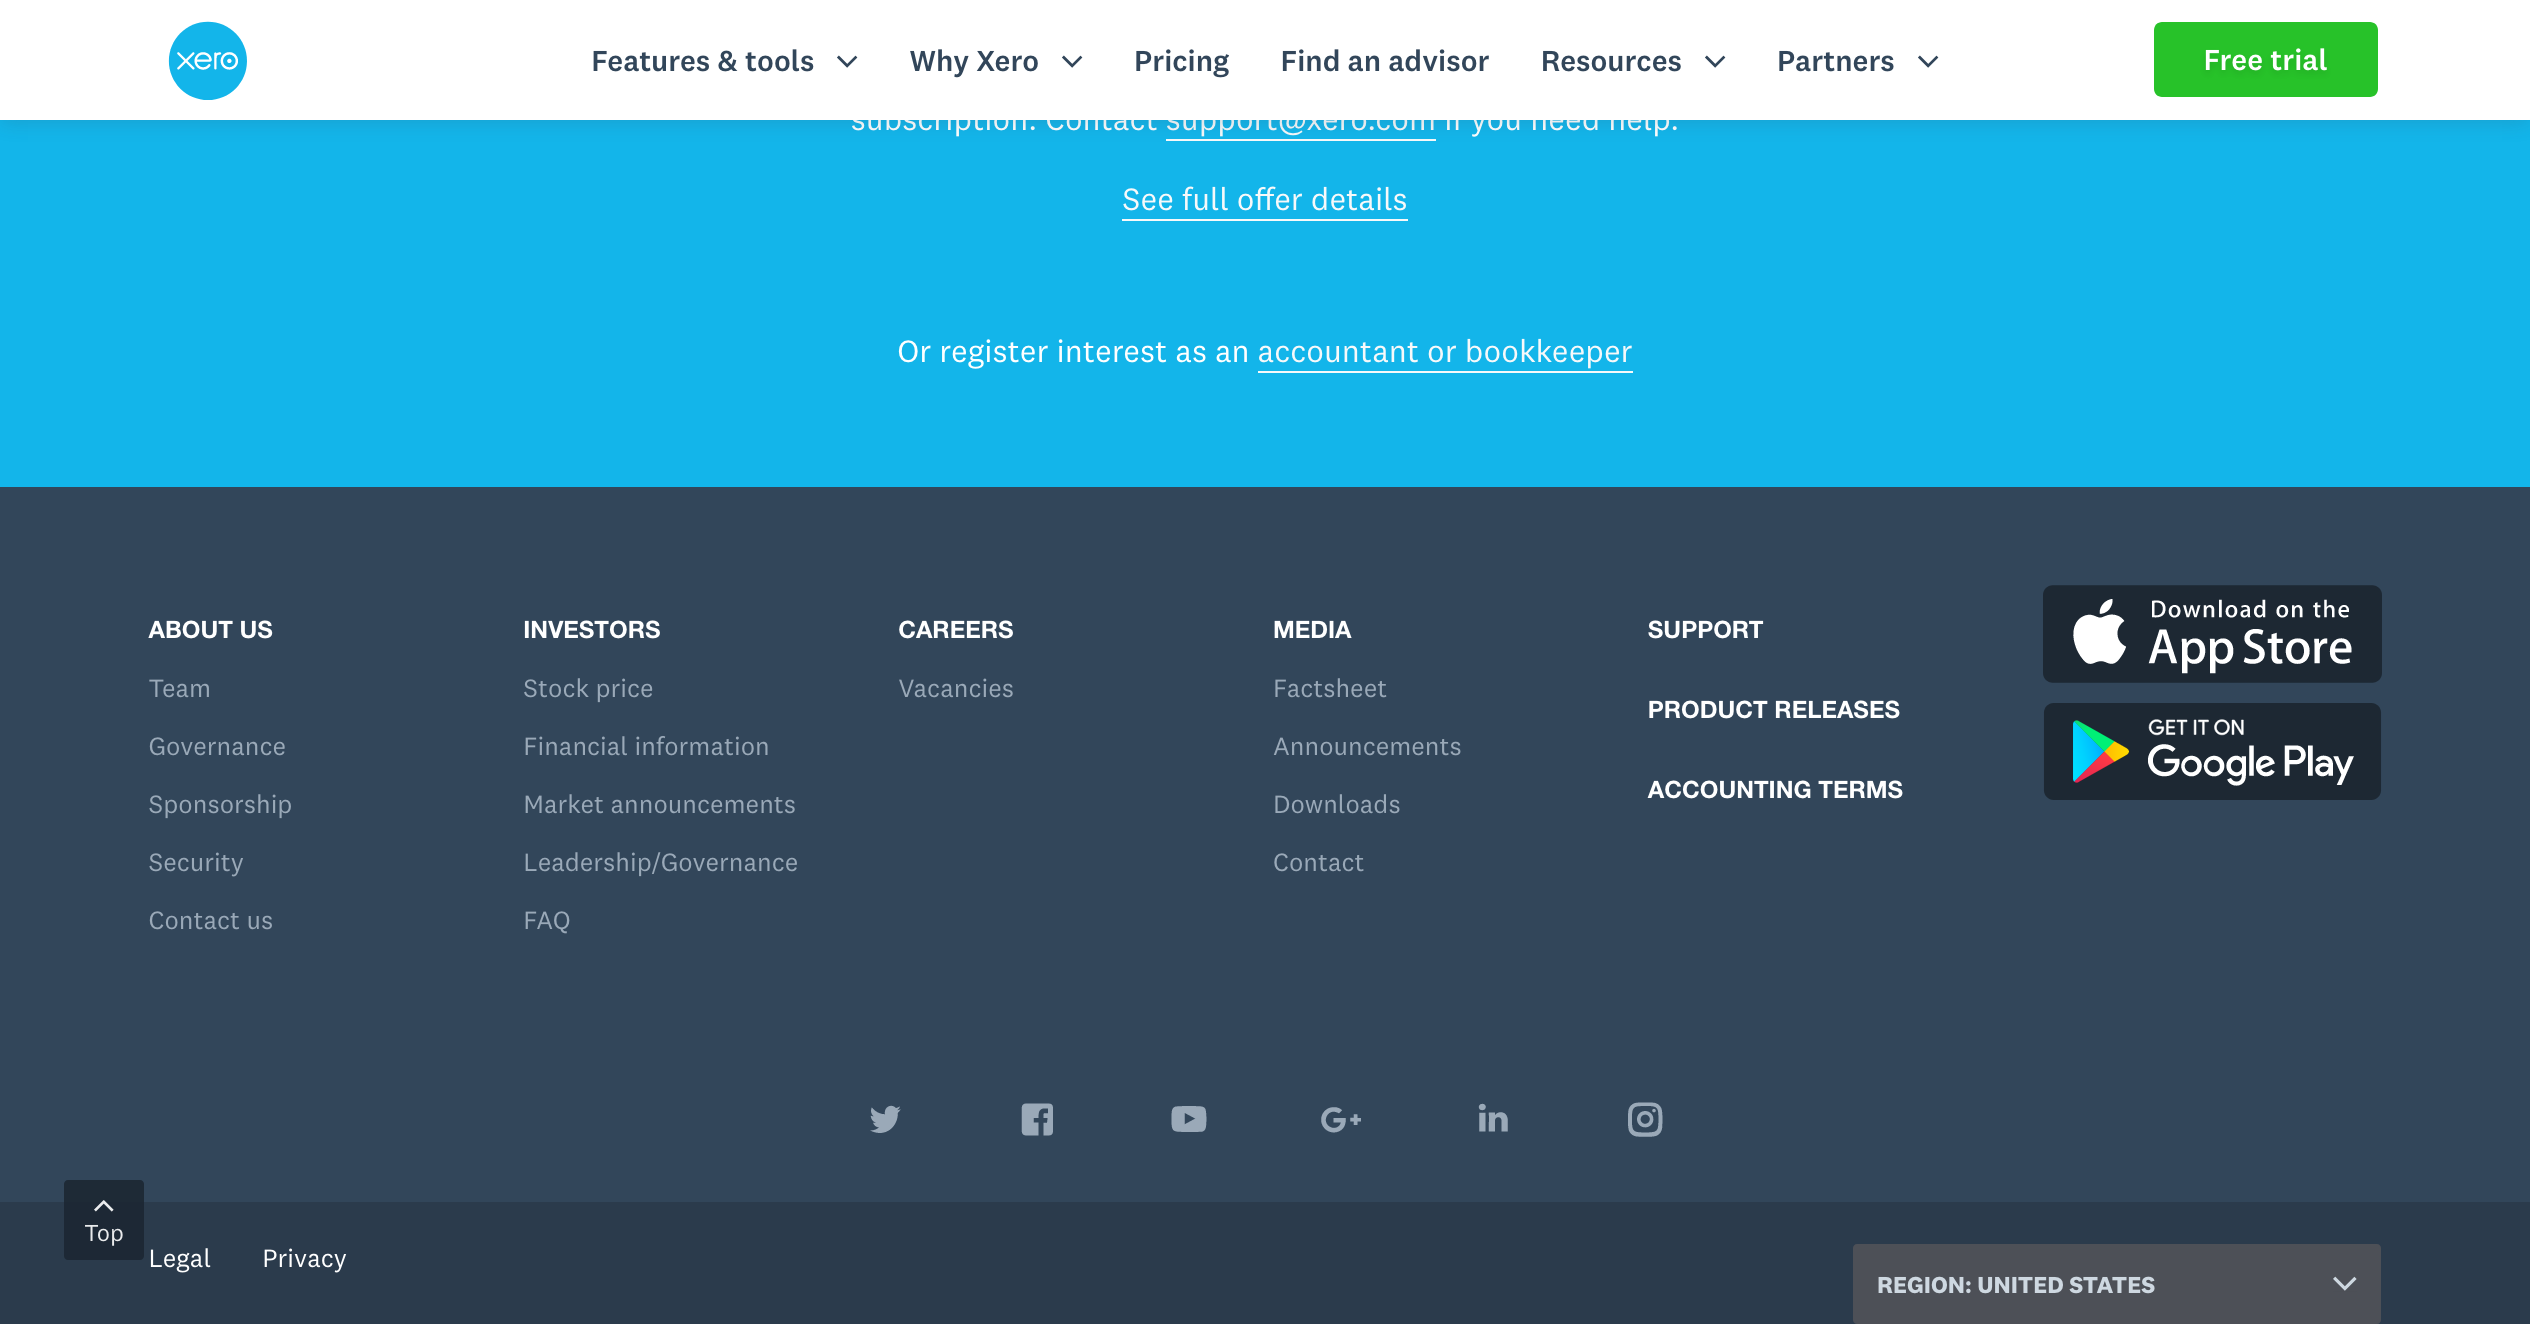 xero
Features & tools
Why Xero
Pricing
Find an advisor
Resources
Partners
Free trial
subscription. Contact support@xero.com if you need help.
See full offer details
Or register interest as an accountant or bookkeeper
ABOUT US
Team
Governance
Sponsorship
Security
Contact us
INVESTORS
Stock price
Financial information
Market announcements
Leadership/Governance
FAQ
CAREERS
Vacancies
MEDIA
Factsheet
Announcements
Downloads
Contact
SUPPORT
PRODUCT RELEASES
ACCOUNTING TERMS
Download on the
App Store
GET IT ON
Google Play
Top
Legal
Privacy
REGION: UNITED STATES